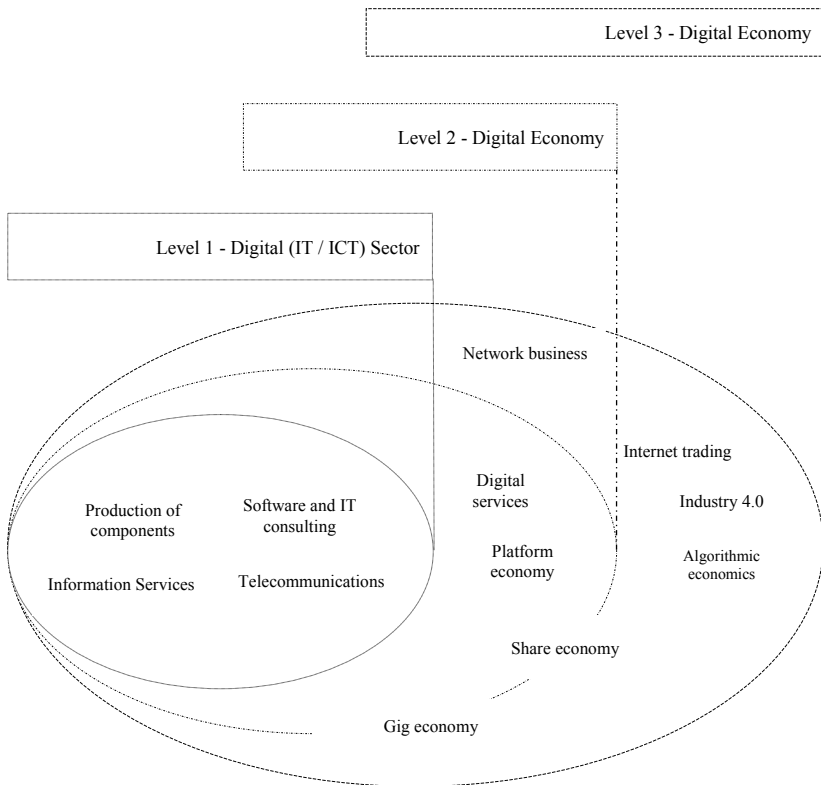 Level 3 - Digital Economy
Level 2 - Digital Economy
Level 1 - Digital (IT / ICT) Sector
Network business
Internet trading
Digital
services
Industry 4.0
Production of
components
Software and IT
consulting
Platform
economy
Algorithmic
economics
Information Services
Telecommunications
Share economy
Gig economy